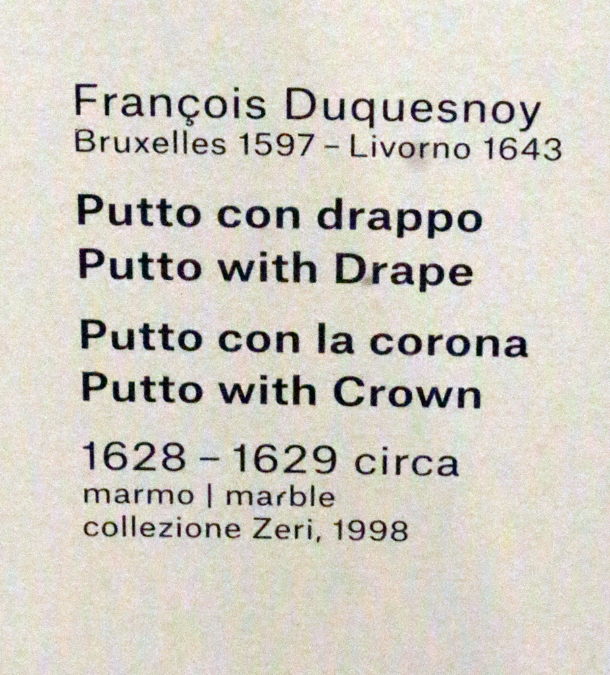 François Duquesnoy
Bruxelles 1597 – Livorno 1643
Putto con drappo
Putto with Drape
Putto con la corona
Putto with Crown
1628 – 1629 circa
marmo | marble
collezione Zeri, 1998